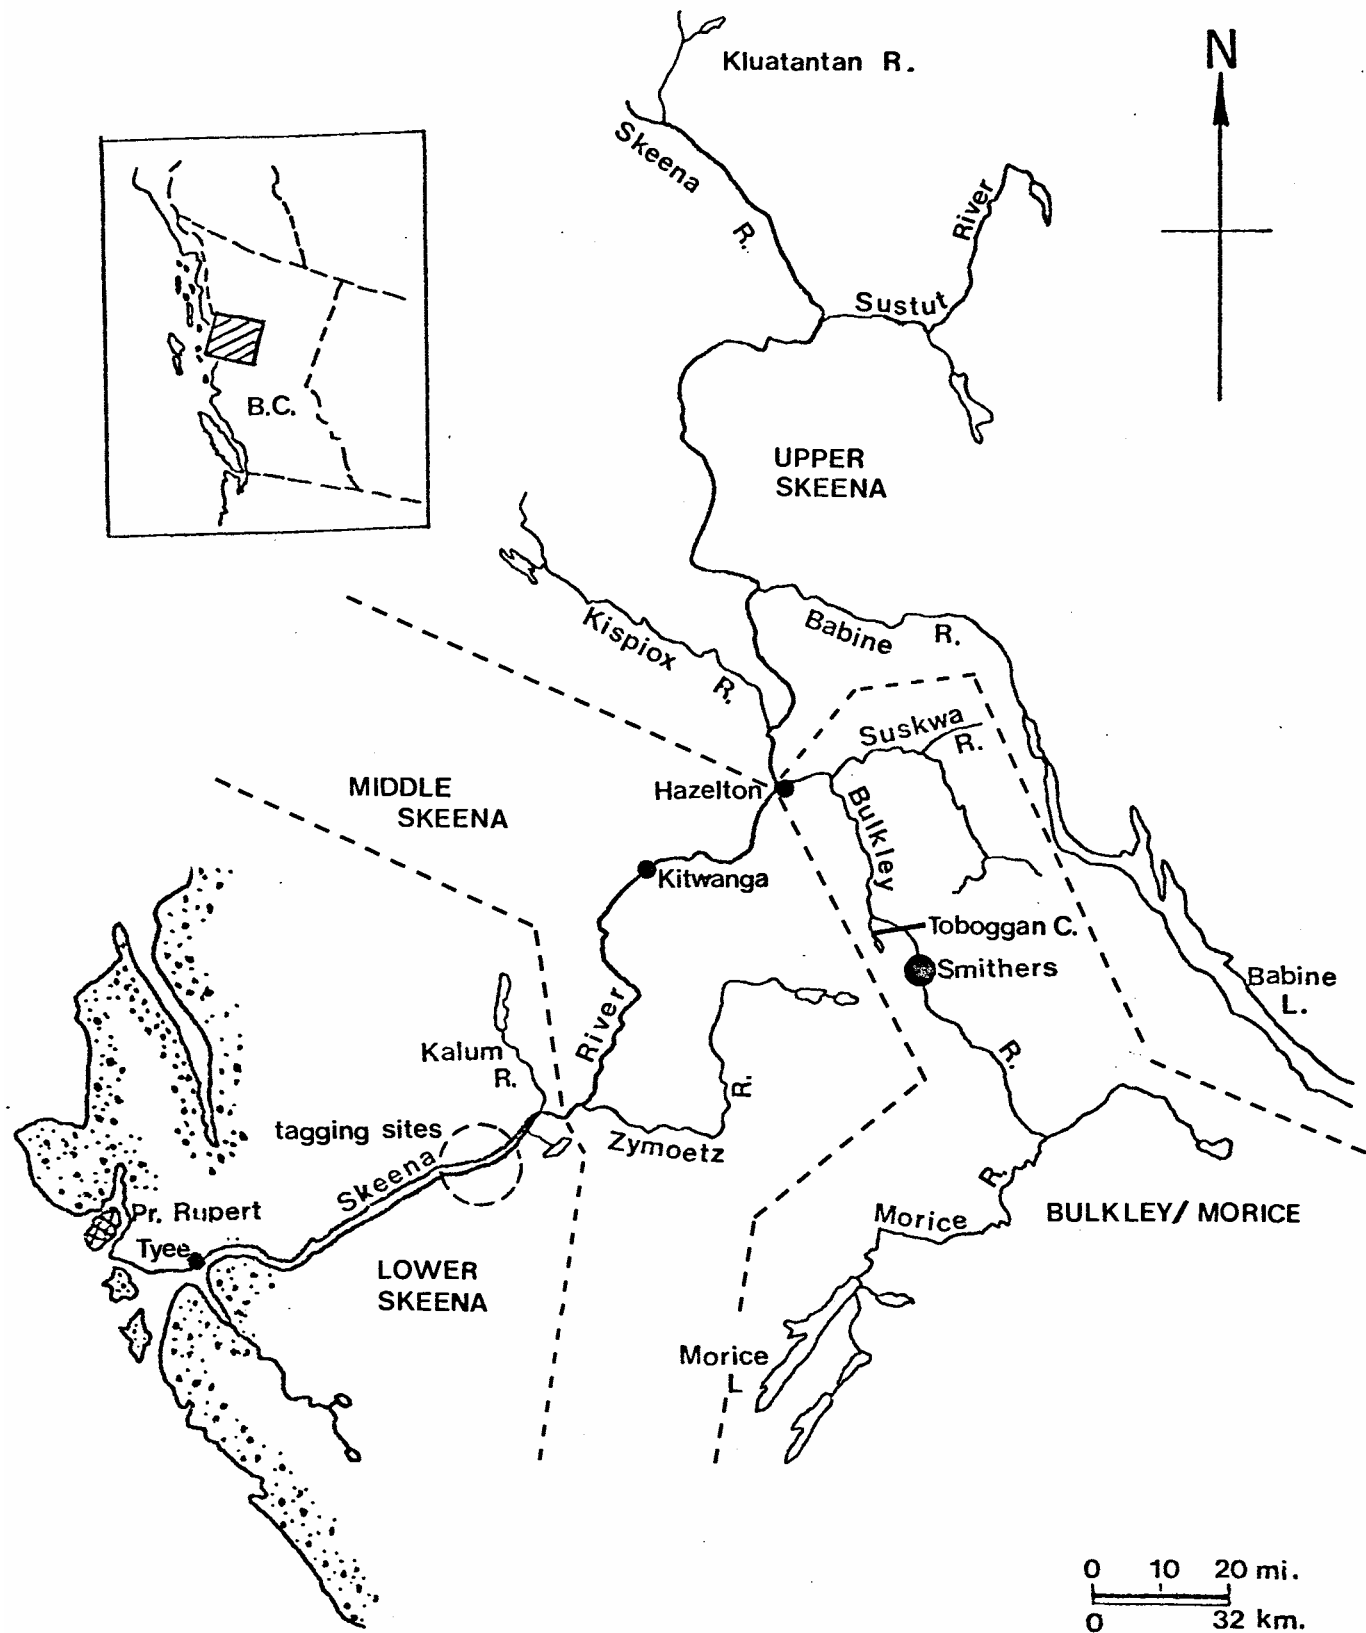 Kluatantan R.
N
Skeena
R.
River
Sustut
B.C.
UPPER
SKEENA
Kispiox
R.
Babine R.
Suskwa
R.
MIDDLE
SKEENA
Hazelton
Bulkley
Kitwanga
Toboggan C.
Smithers
Babine
L.
River
Kalum
R.
R.
R.
tagging sites
Zymoetz
Skeena
R.
Pr. Rupert
Morice
BULKLEY/ MORICE
Tyee
LOWER
SKEENA
Morice
L
0 10 20 mi.
0 32 km.